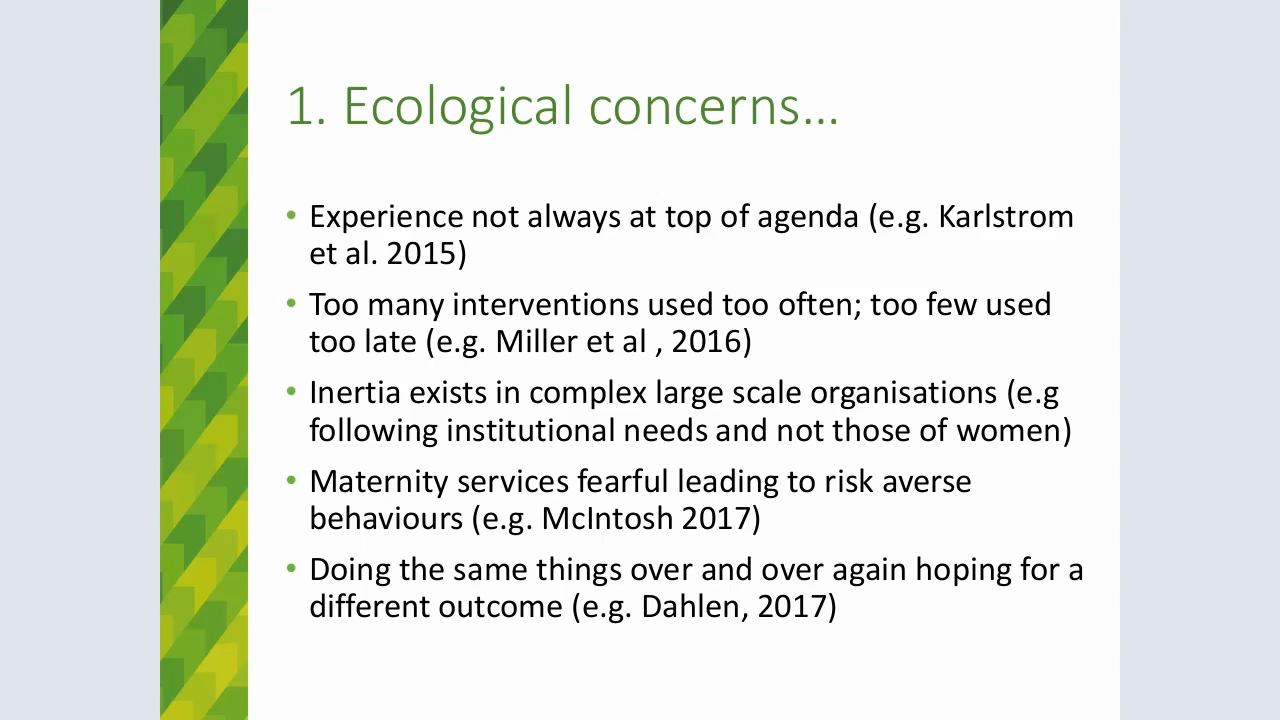 1. Ecological concerns…
• Experience not always at top of agenda (e.g. Karlstrom
et al. 2015)
• Too many interventions used too often; too few used
too late (e.g. Miller et al , 2016)
• Inertia exists in complex large scale organisations (e.g
following institutional needs and not those of women)
• Maternity services fearful leading to risk averse
behaviours (e.g. McIntosh 2017)
• Doing the same things over and over again hoping for a
different outcome (e.g. Dahlen, 2017)